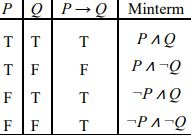 P Q P → Q Minterm
T T T P ∧ Q
T F F P ∧ ¬Q
F T T ¬P ∧ Q
F F T ¬P ∧ ¬Q